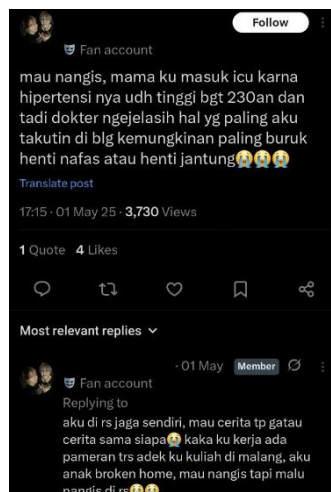 Follow
Fan account
mau nangis, mama ku masuk icu karna
hipertensi nya udh tinggi bgt 230an dan
tadi dokter ngejelasih hal yg paling aku
takutin di blg kemungkinan paling buruk
henti nafas atau henti jantung😭😭😭
Translate post
17:15 · 01 May 25 · 3,730 Views
1 Quote 4 Likes
Most relevant replies
· 01 May Member
Fan account
Replying to
aku di rs jaga sendiri, mau cerita tp gatau
cerita sama siapa😭 kaka ku kerja ada
pameran trs adek ku kuliah di malang, aku
anak broken home, mau nangis tapi malu
nangis di rs😭😭